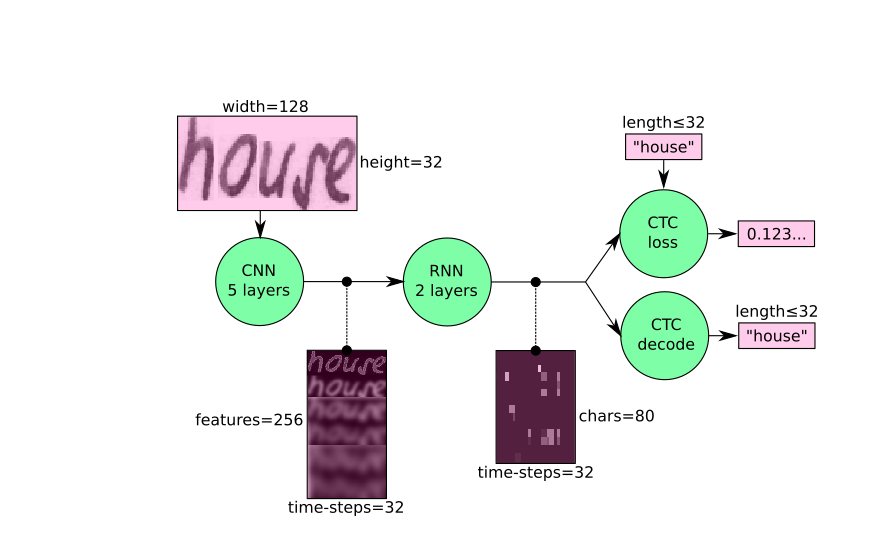 width=128
house
height=32
CNN
5 layers
RNN
2 layers
length≤32
"house"
CTC
loss
0.123...
CTC
decode
length≤32
"house"
house
features=256
time-steps=32
chars=80
time-steps=32